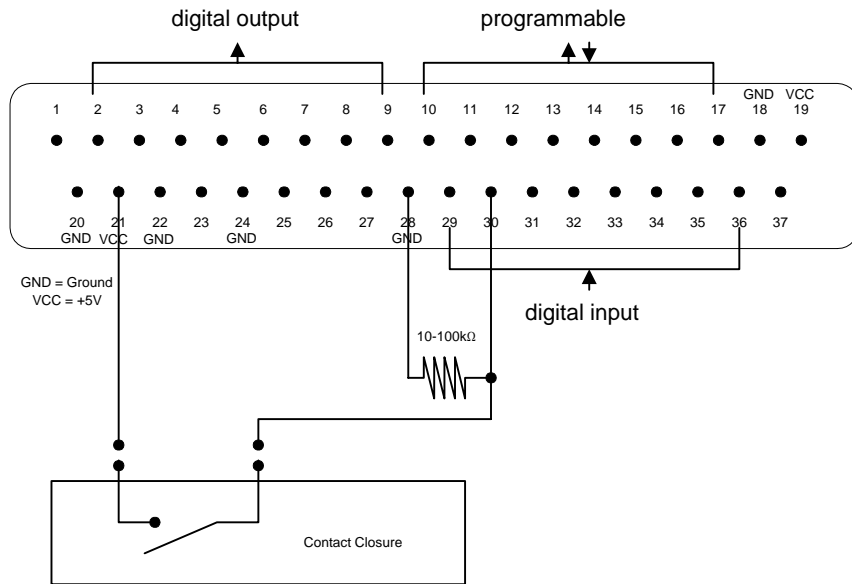 digital output programmable
GND VCC
1 2 3 4 5 6 7 8 9 10 11 12 13 14 15 16 17 18 19
20 21 22 23 24 25 26 27 28 29 30 31 32 33 34 35 36 37
GND VCC GND GND GND
GND = Ground
VCC = +5V
digital input
10-100kΩ
Contact Closure